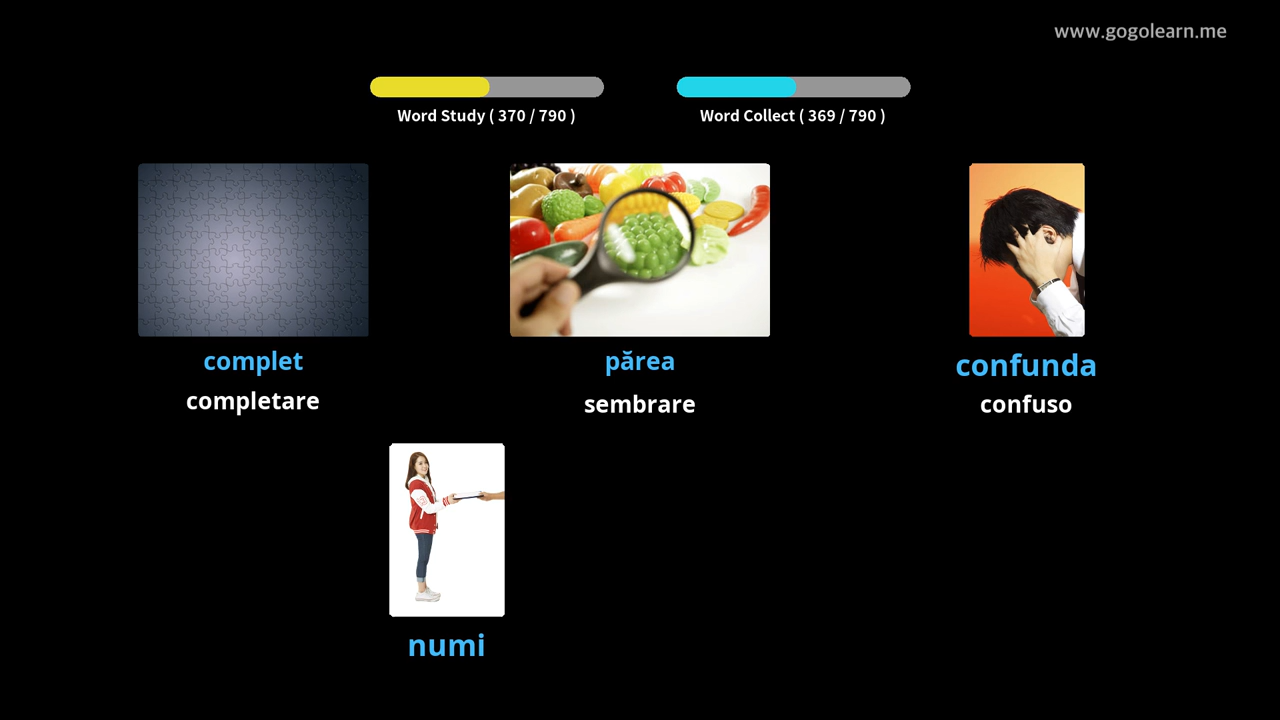 www.gogolearn.me
Word Study ( 370 / 790 )
Word Collect ( 369 / 790 )
complet
completare
părea
sembrare
confunda
confuso
numi